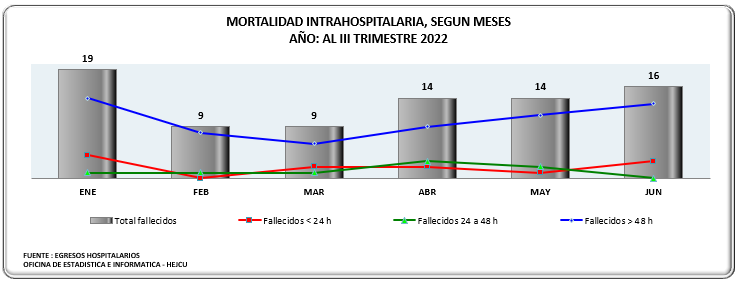 MORTALIDAD INTRAHOSPITALARIA, SEGUN MESES
AÑO: AL III TRIMESTRE 2022
19
9
9
14
14
16
ENE
FEB
MAR
ABR
MAY
JUN
Total fallecidos
Fallecidos < 24 h
Fallecidos 24 a 48 h
Fallecidos > 48 h
FUENTE : EGRESOS HOSPITALARIOS
OFICINA DE ESTADISTICA E INFORMATICA - HEJCU